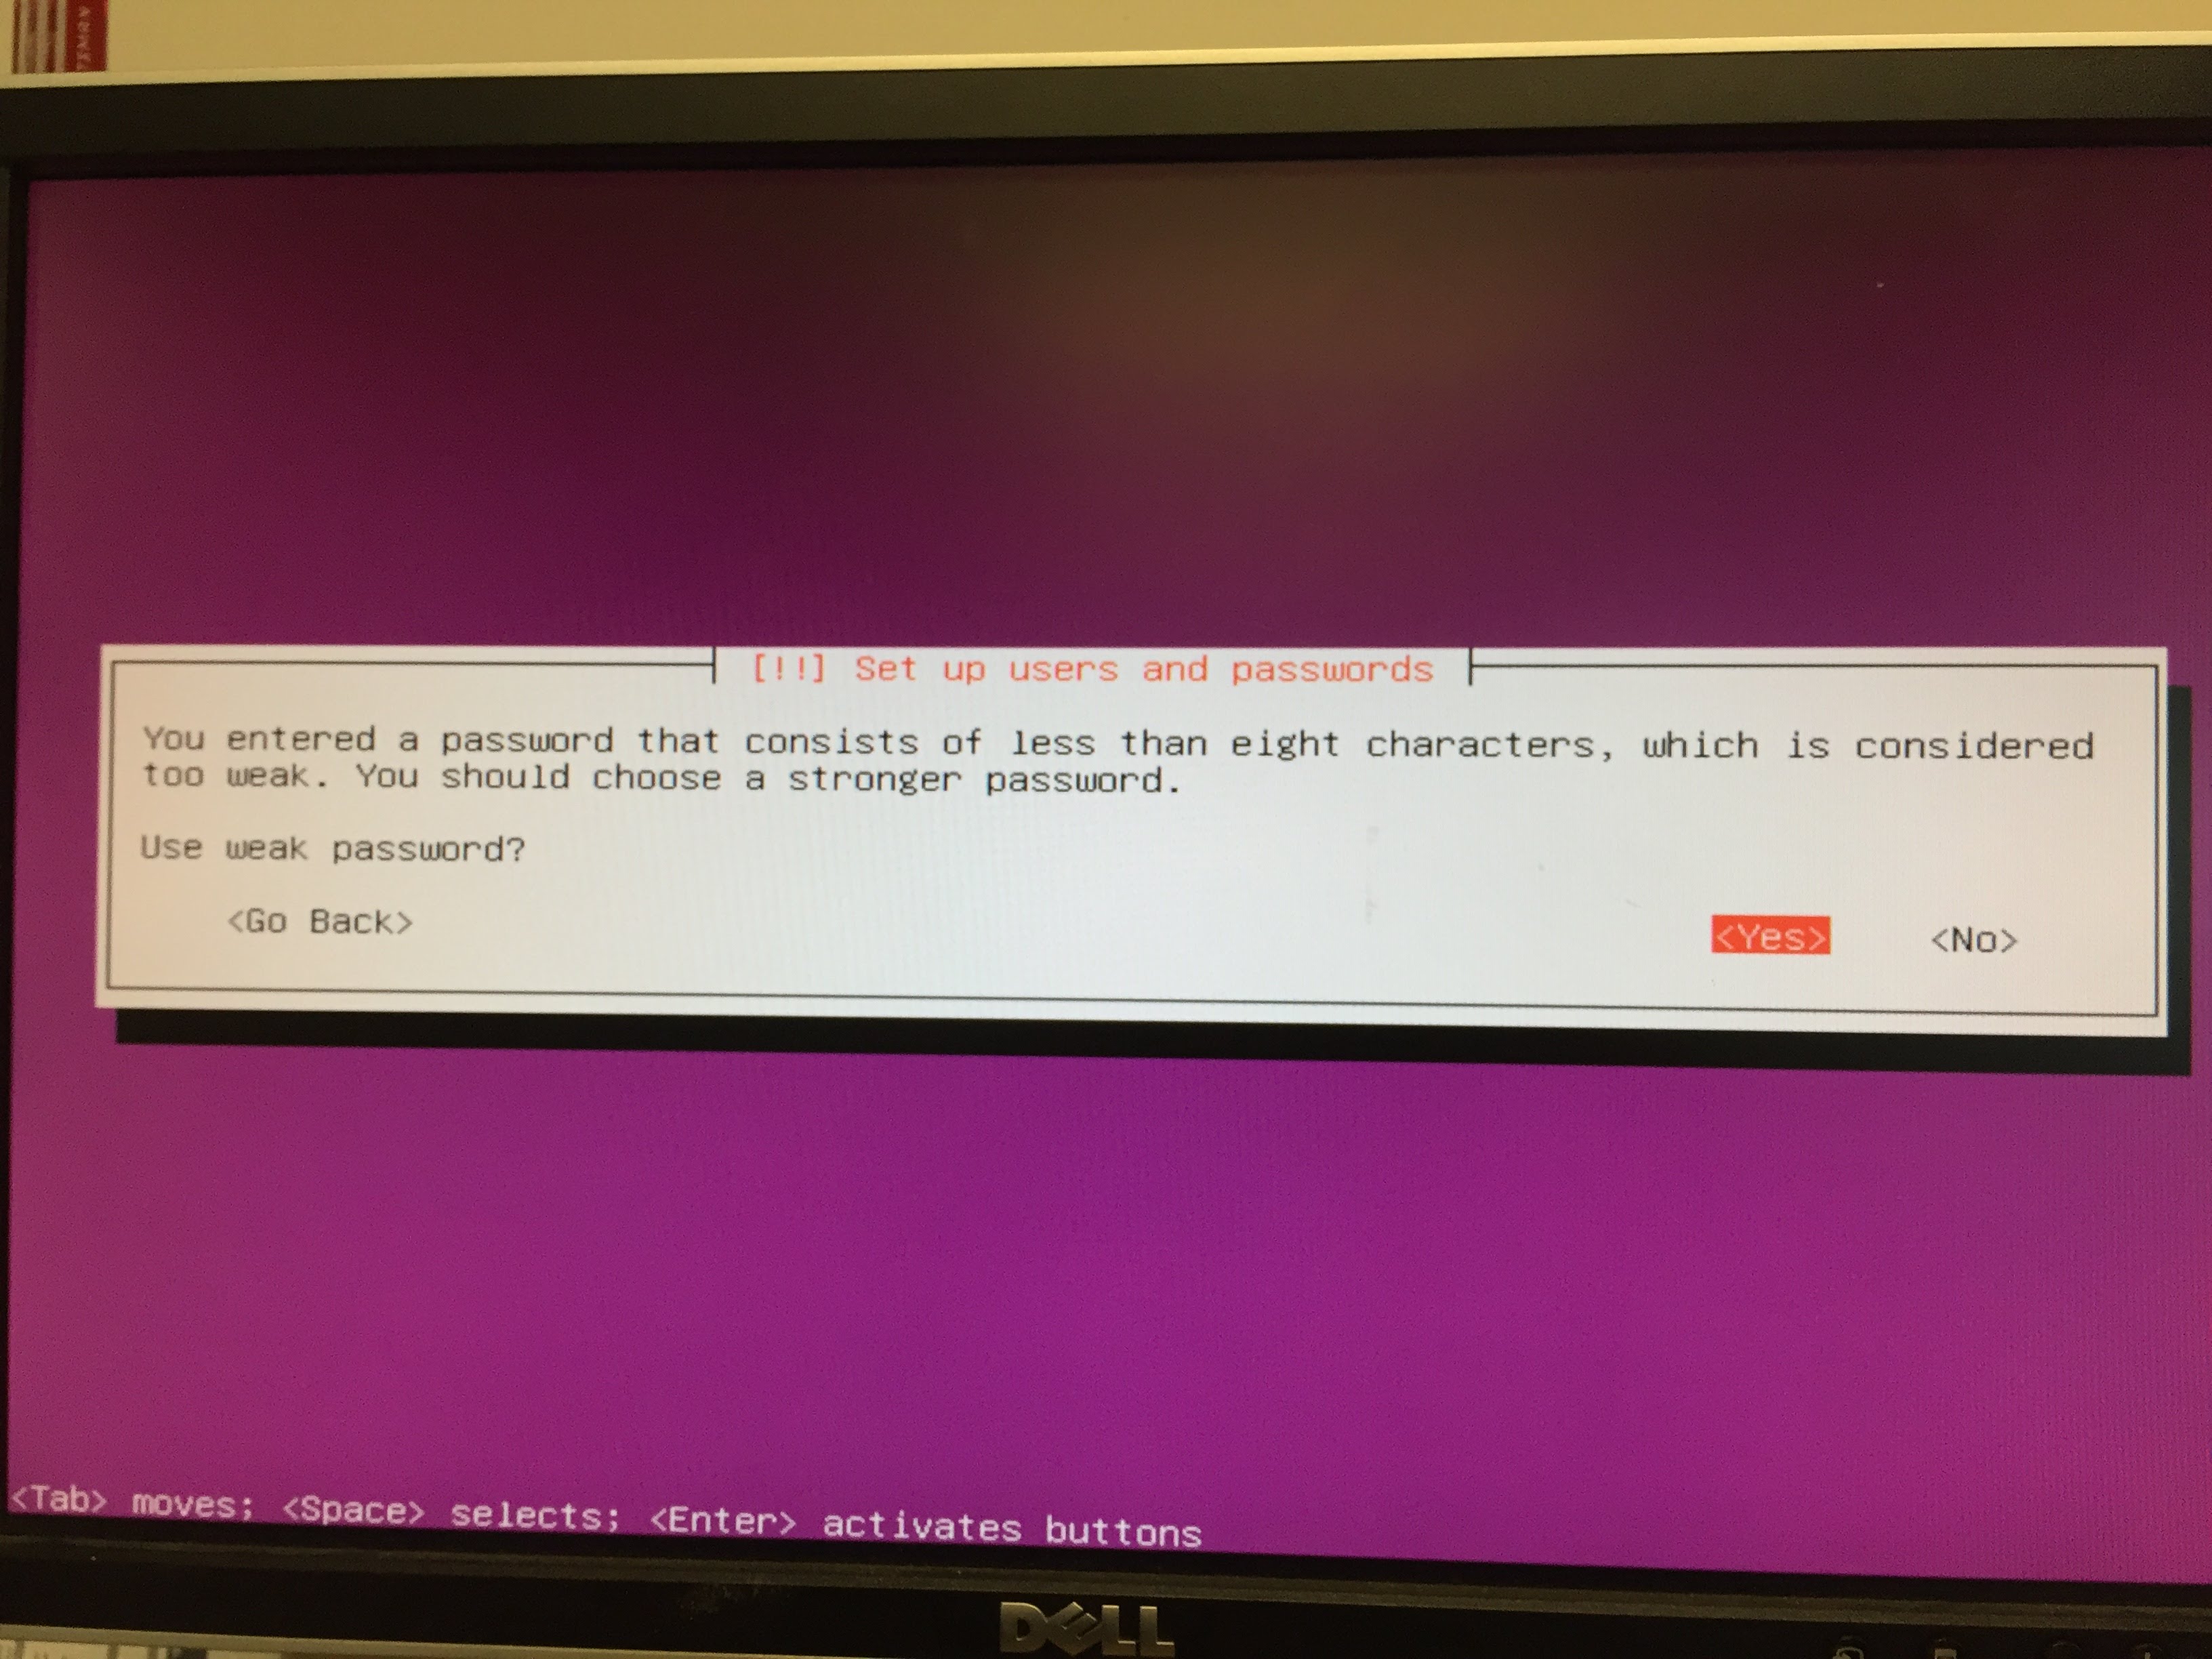 [!!] Set up users and passwords
You entered a password that consists of less than eight characters, which is considered
too weak. You should choose a stronger password.
Use weak password?
<Go Back>
<Yes>
<No>
<Tab> moves; <Space> selects; <Enter> activates buttons
DELL